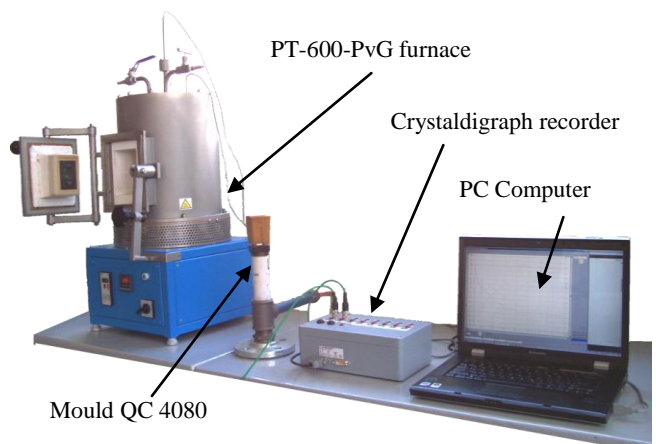 PT-600-PvG furnace
Crystaldigraph recorder
PC Computer
Mould QC 4080